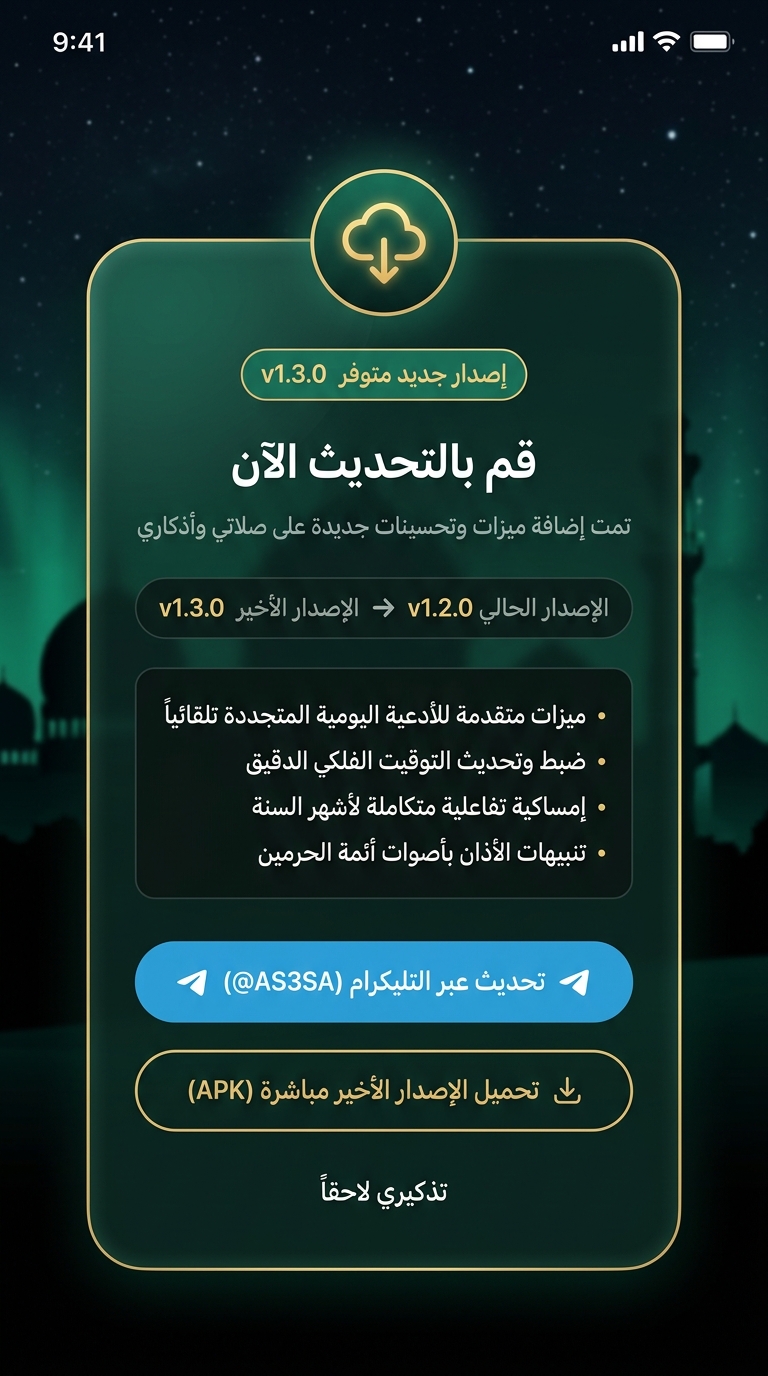 9:41
إصدار جديد متوفر v1.3.0
قم بالتحديث الآن
تمت إضافة ميزات وتحسينات جديدة على صلاتي وأذكاري
الإصدار الحالي v1.2.0 → الإصدار الأخير v1.3.0
• ميزات متقدمة للأدعية اليومية المتجددة تلقائياً
• ضبط وتحديث التوقيت الفلكي الدقيق
• إمساكية تفاعلية متكاملة لأشهر السنة
• تنبيهات الأذان بأصوات أئمة الحرمين
تحديث عبر التليكرام (@AS3SA)
تحميل الإصدار الأخير مباشرة (APK)
تذكيري لاحقاً